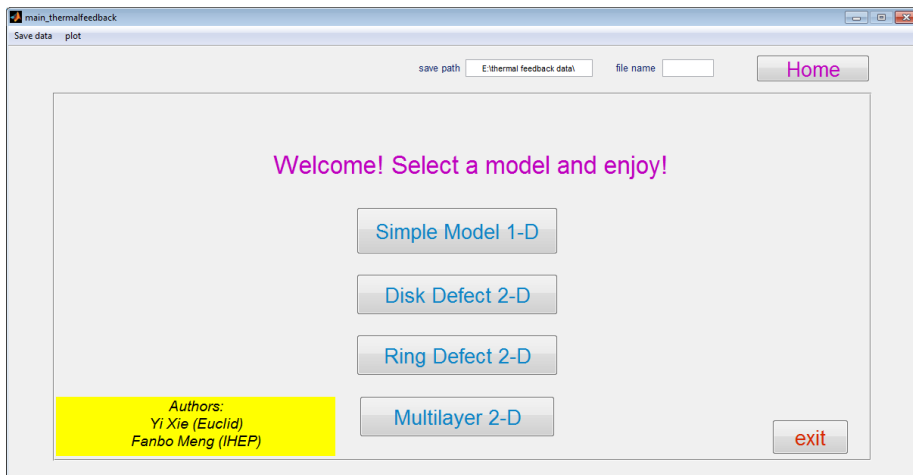 main_thermalfeedback
Save data plot
save path E:\thermal feedback data\ file name Home
Welcome! Select a model and enjoy!
Simple Model 1-D
Disk Defect 2-D
Ring Defect 2-D
Multilayer 2-D
Authors:
Yi Xie (Euclid)
Fanbo Meng (IHEP)
exit